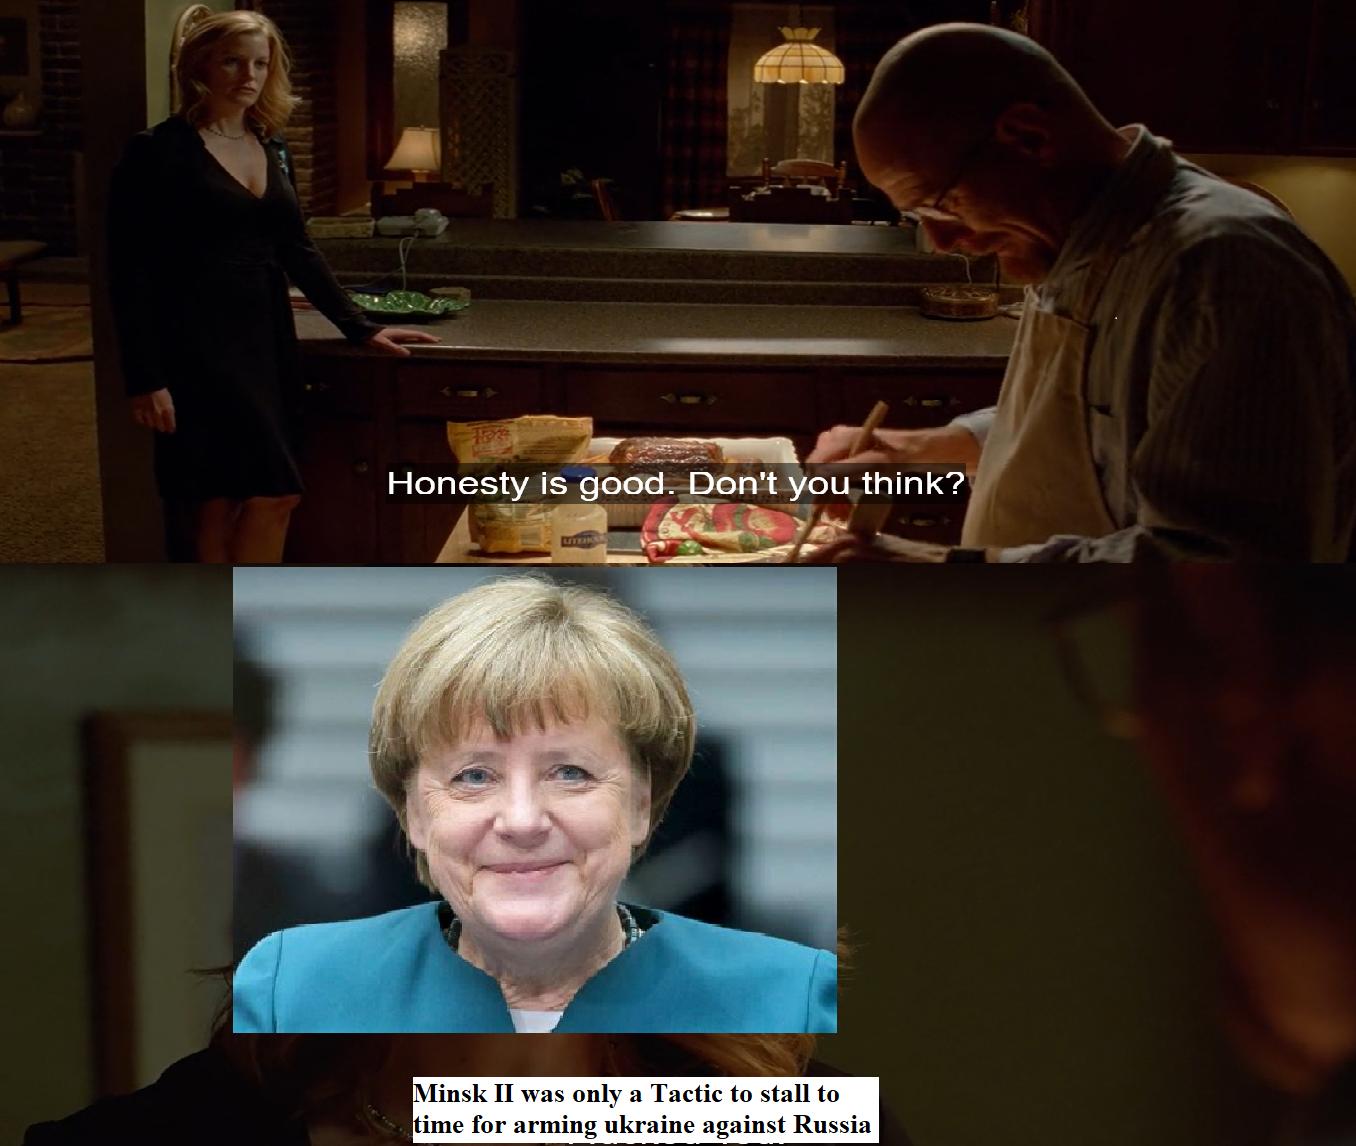 Honesty is good. Don't you think?
Minsk II was only a Tactic to stall to
time for arming ukraine against Russia